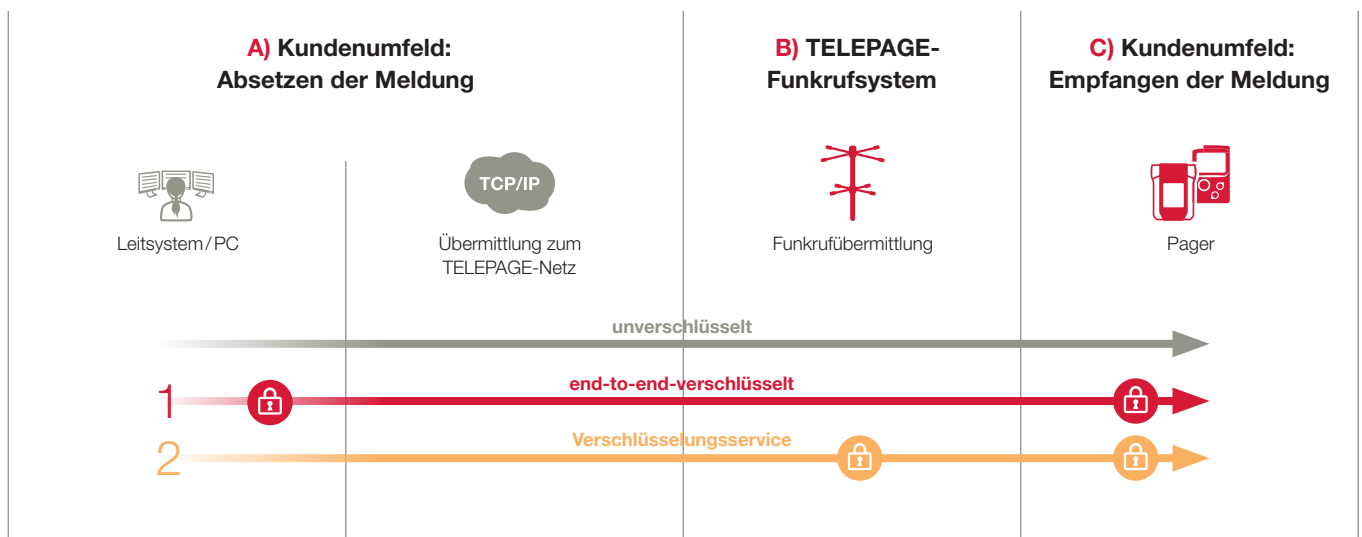 A) Kundenumfeld:
Absetzen der Meldung
B) TELEPAGE-
Funkrufsystem
C) Kundenumfeld:
Empfangen der Meldung
TCP/IP
Leitsystem/PC
Übermittlung zum
TELEPAGE-Netz
Funkrufübermittlung
Pager
unverschlüsselt
1
end-to-end-verschlüsselt
2
Verschlüsselungsservice